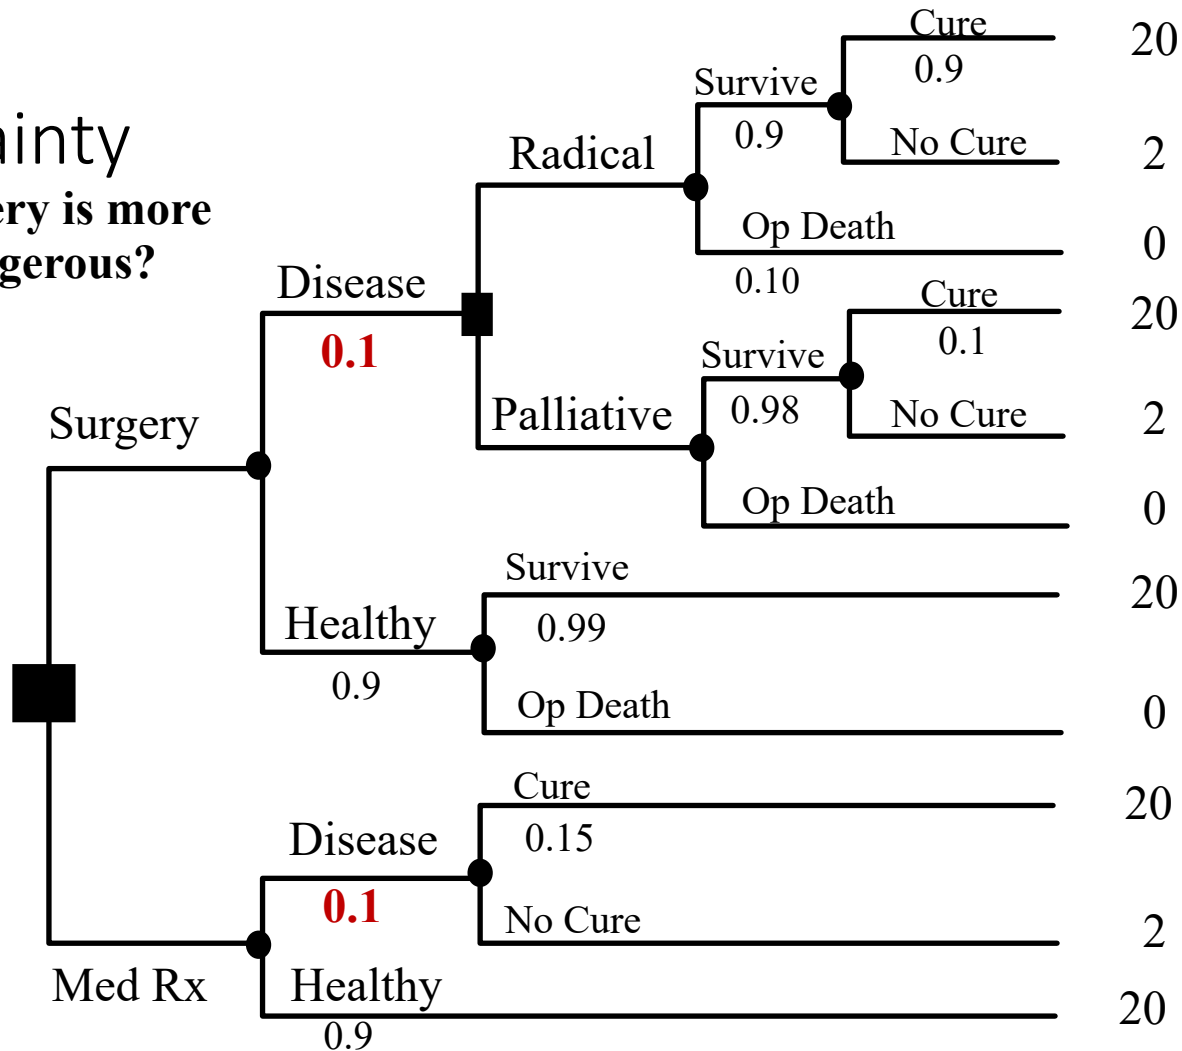 ainty
ery is more
gerous?
Cure
20
0.9
Survive
0.9
No Cure
2
Radical
Op Death
0
0.10
Disease
0.1
Cure
20
0.1
Survive
0.98
No Cure
2
Palliative
Op Death
0
Surgery
Survive
20
0.99
Healthy
0.9
Op Death
0
Cure
20
0.15
Disease
0.1
No Cure
2
Med Rx
Healthy
20
0.9